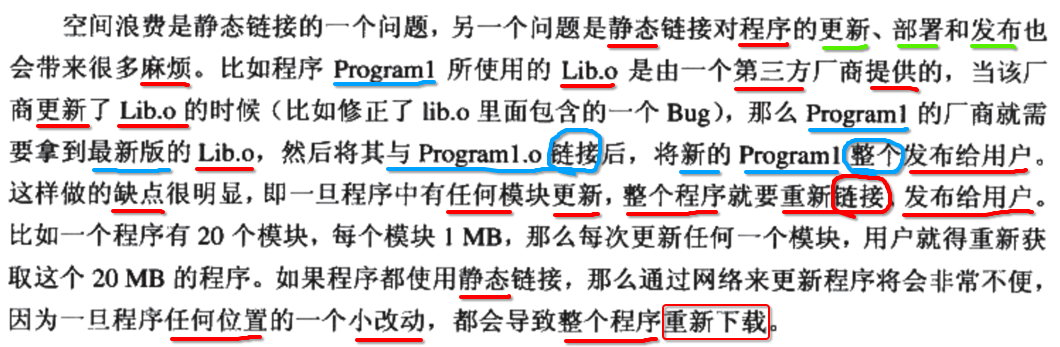 空间浪费是静态链接的一个问题，另一个问题是静态链接对程序的更新、部署和发布也
会带来很多麻烦。比如程序 Program1 所使用的 Lib.o 是由一个第三方厂商提供的，当该厂
商更新了 Lib.o 的时候（比如修正了 lib.o 里面包含的一个 Bug），那么 Program1 的厂商就需
要拿到最新版的 Lib.o，然后将其与 Program1.o 链接后，将新的 Program1 整个发布给用户。
这样做的缺点很明显，即一旦程序中有任何模块更新，整个程序就要重新链接、发布给用户。
比如一个程序有 20 个模块，每个模块 1 MB，那么每次更新任何一个模块，用户就得重新获
取这个 20 MB 的程序。如果程序都使用静态链接，那么通过网络来更新程序将会非常不便，
因为一旦程序任何位置的一个小改动，都会导致整个程序重新下载。